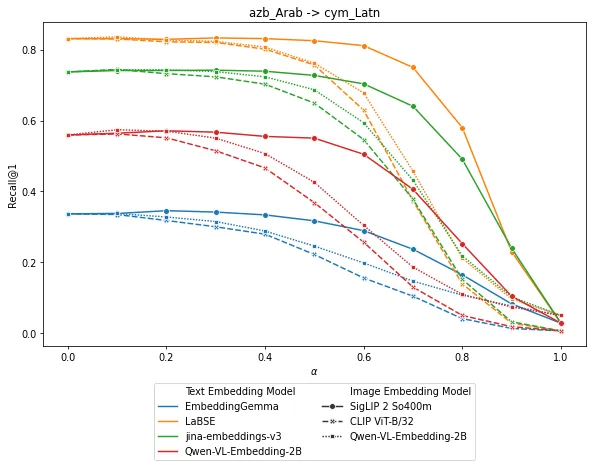 azb_Arab -> cym_Latn
Recall@1
0.8
0.6
0.4
0.2
0.0
0.0 0.2 0.4 0.6 0.8 1.0
α
Text Embedding Model
EmbeddingGemma
LaBSE
jina-embeddings-v3
Qwen-VL-Embedding-2B
Image Embedding Model
SigLIP 2 So400m
CLIP ViT-B/32
Qwen-VL-Embedding-2B